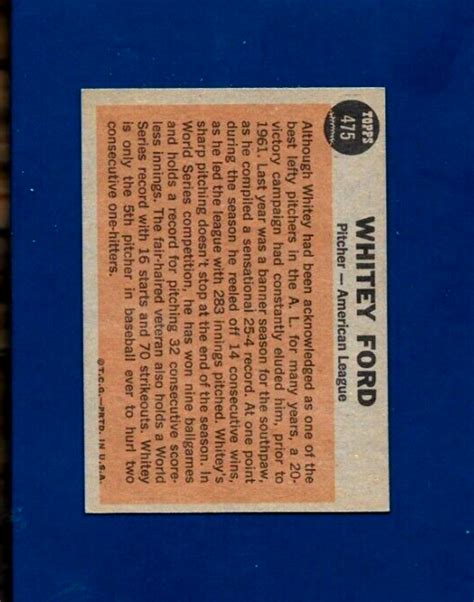 TOPPS
475
WHITEY FORD
Pitcher — American League
Although Whitey had been acknowledged as one of the
best lefty pitchers in the A. L. for many years, a 20-
victory campaign had constantly eluded him, prior to
1961. Last year was a banner season for the southpaw,
as he compiled a sensational 25-4 record. At one point
during the season he reeled off 14 consecutive wins,
as he led the league with 283 innings pitched. Whitey's
sharp pitching doesn't stop at the end of the season. In
World Series competition, he has won nine ballgames
and holds a record for pitching 32 consecutive score-
less innings. The fair-haired veteran also holds a World
Series record with 16 starts and 70 strikeouts. Whitey
is only the 5th pitcher in baseball ever to hurl two
consecutive one-hitters.
© T.C.G.—PRTD. IN U.S.A.